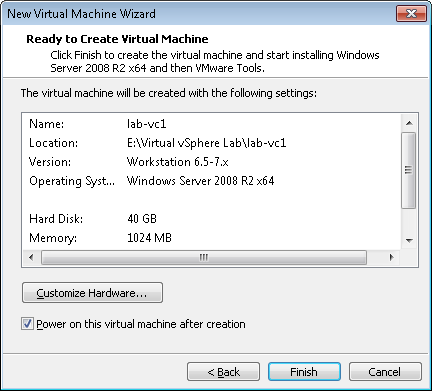 New Virtual Machine Wizard
Ready to Create Virtual Machine
Click Finish to create the virtual machine and start installing Windows
Server 2008 R2 x64 and then VMware Tools.
The virtual machine will be created with the following settings:
Name: lab-vc1
Location: E:\Virtual vSphere Lab\lab-vc1
Version: Workstation 6.5-7.x
Operating Syst... Windows Server 2008 R2 x64
Hard Disk: 40 GB
Memory: 1024 MB
Customize Hardware...
Power on this virtual machine after creation
< Back Finish Cancel